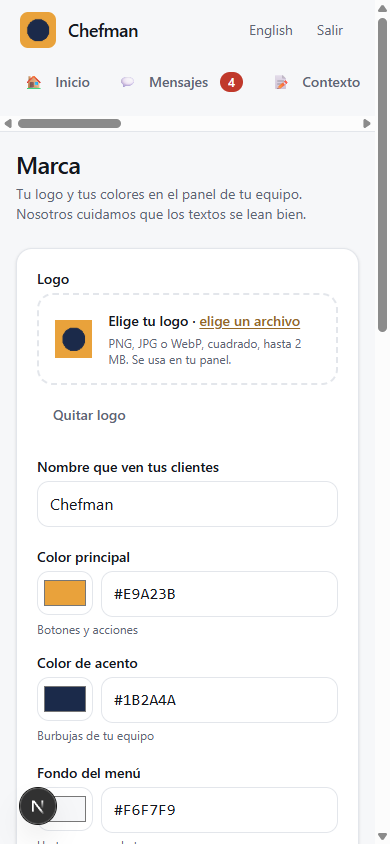 Chefman
English
Salir
Inicio
Mensajes
4
Contexto
Marca
Tu logo y tus colores en el panel de tu equipo.
Nosotros cuidamos que los textos se lean bien.
Logo
Elige tu logo · elige un archivo
PNG, JPG o WebP, cuadrado, hasta 2
MB. Se usa en tu panel.
Quitar logo
Nombre que ven tus clientes
Chefman
Color principal
#E9A23B
Botones y acciones
Color de acento
#1B2A4A
Burbujas de tu equipo
Fondo del menú
N
#F6F7F9